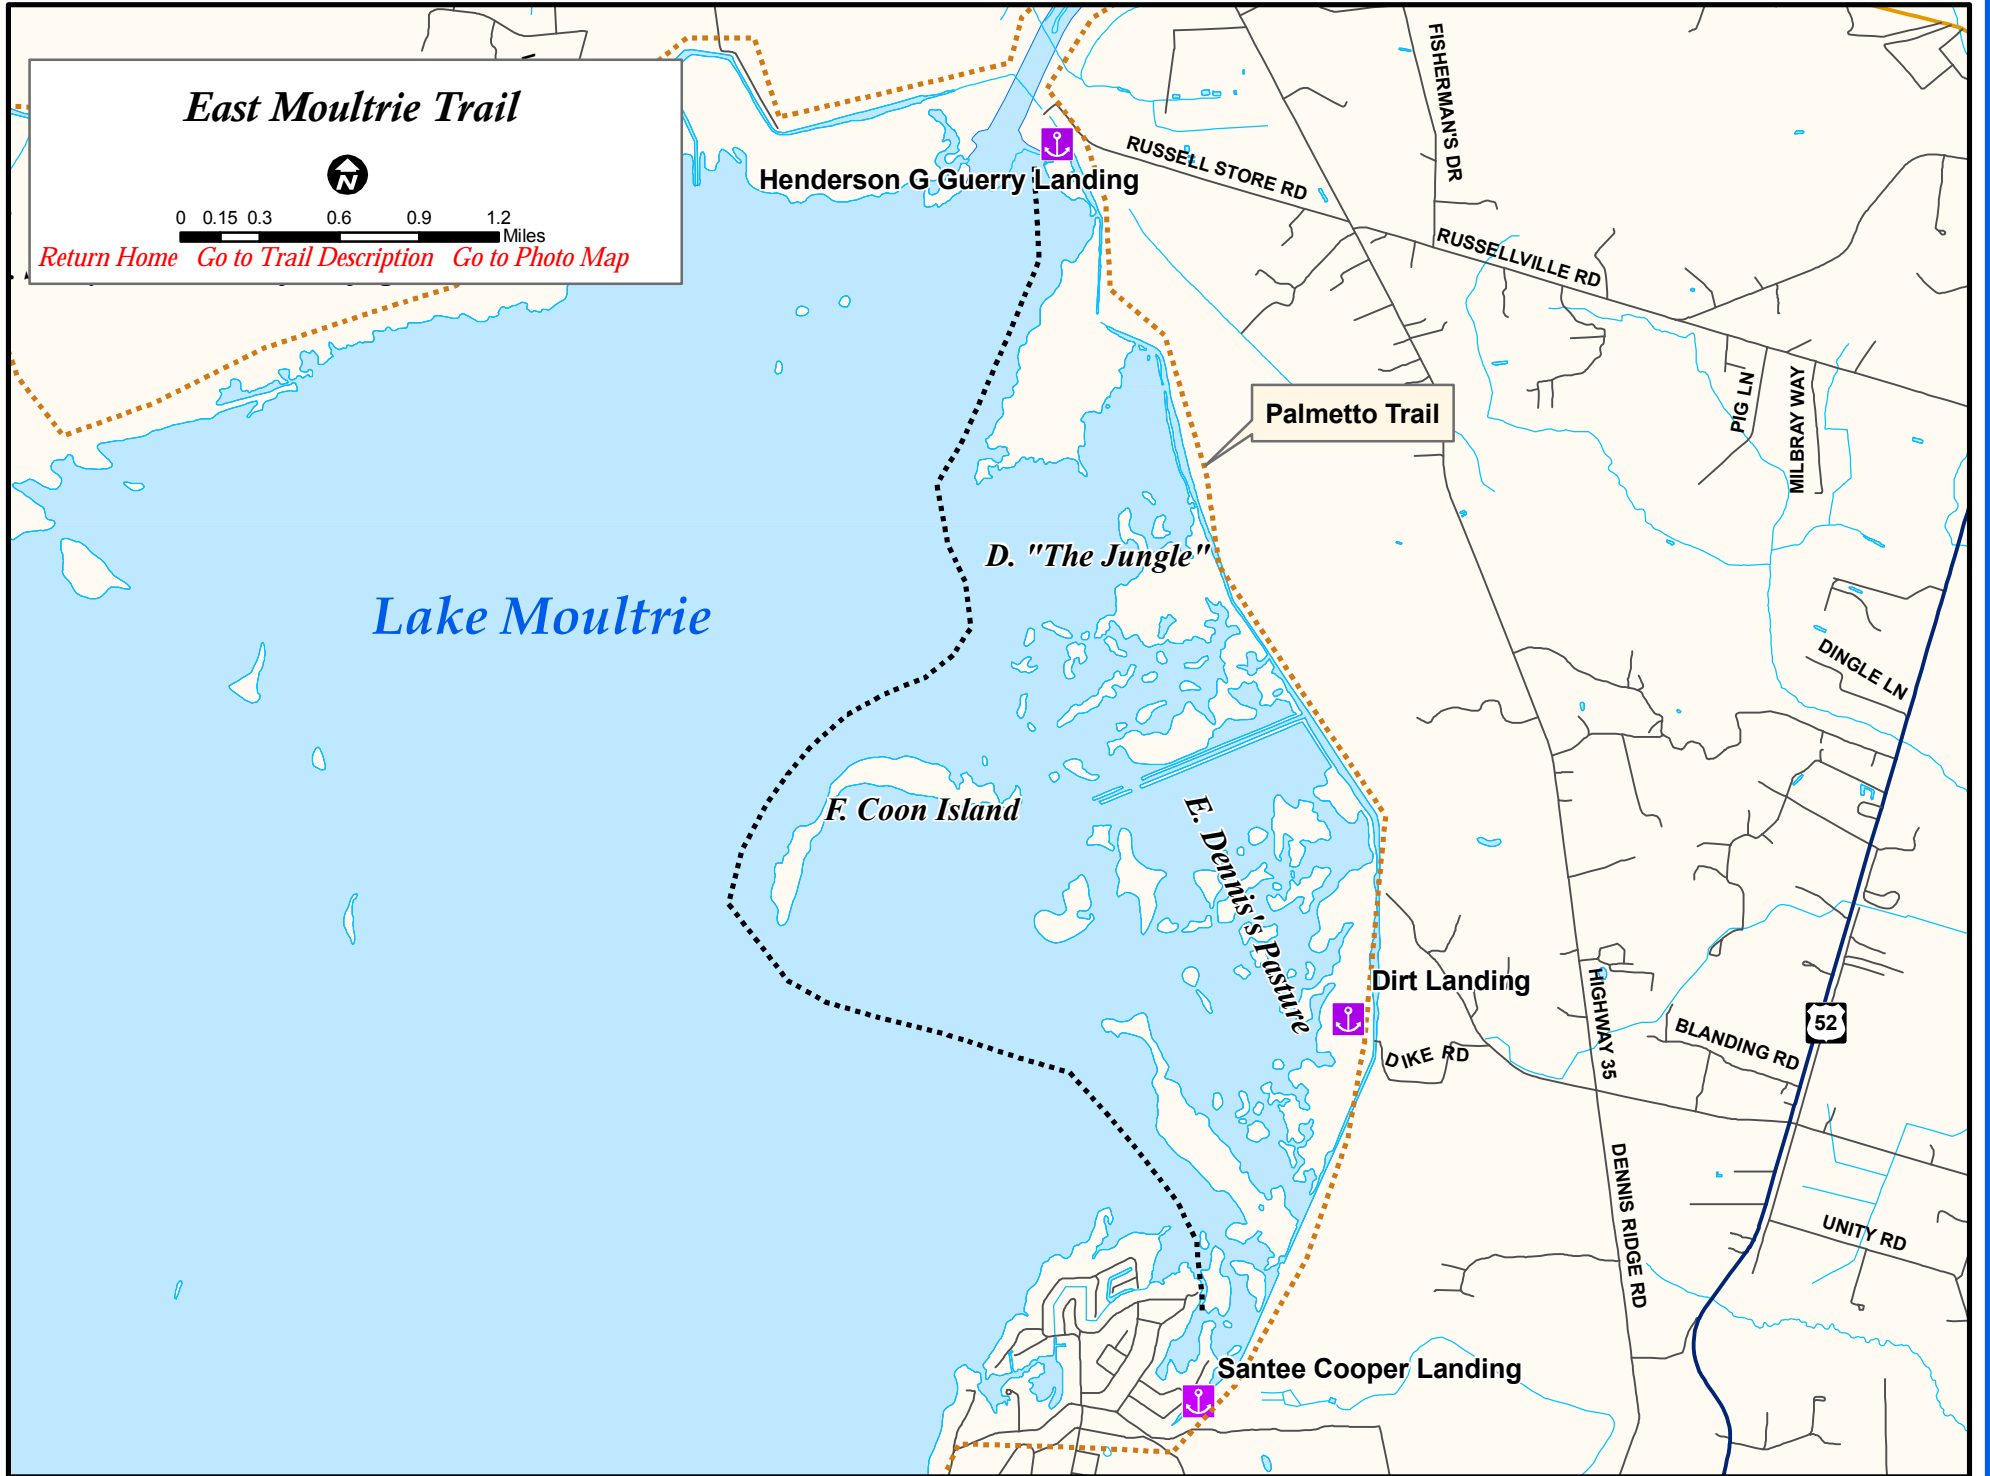 East Moultrie Trail
N
0 0.15 0.3 0.6 0.9 1.2
Miles
Return Home Go to Trail Description Go to Photo Map
Henderson G Guerry Landing
RUSSELL STORE RD
FISHERMAN'S DR
RUSSELLVILLE RD
PIG LN
MILBRAY WAY
Palmetto Trail
D. "The Jungle"
Lake Moultrie
DINGLE LN
F. Coon Island
E. Dennis's Pasture
Dirt Landing
HIGHWAY 35
52
BLANDING RD
DIKE RD
DENNIS RIDGE RD
UNITY RD
Santee Cooper Landing